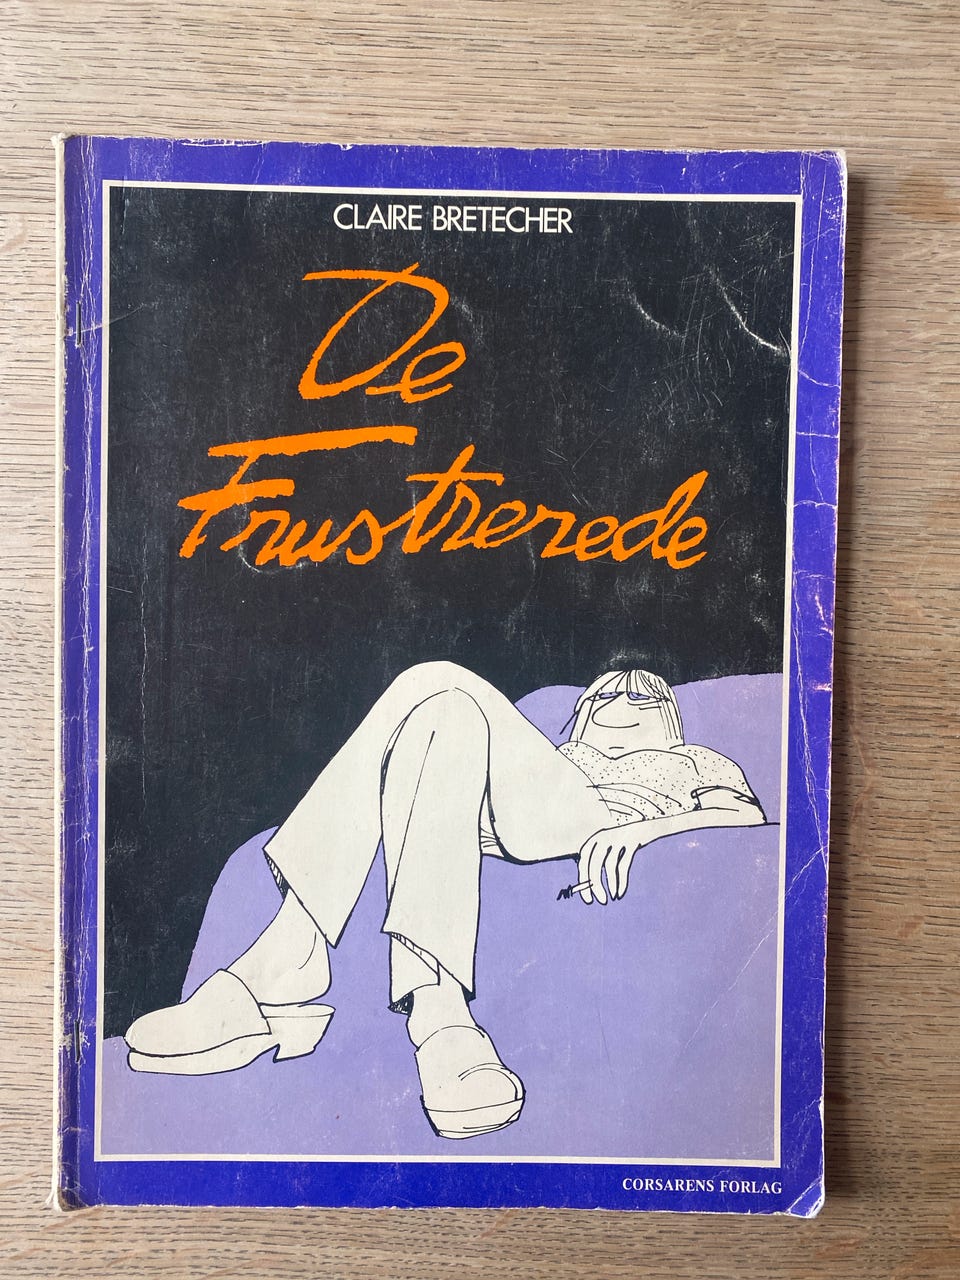 CLAIRE BRETECHER
De
Frustrerede
CORSARENS FORLAG